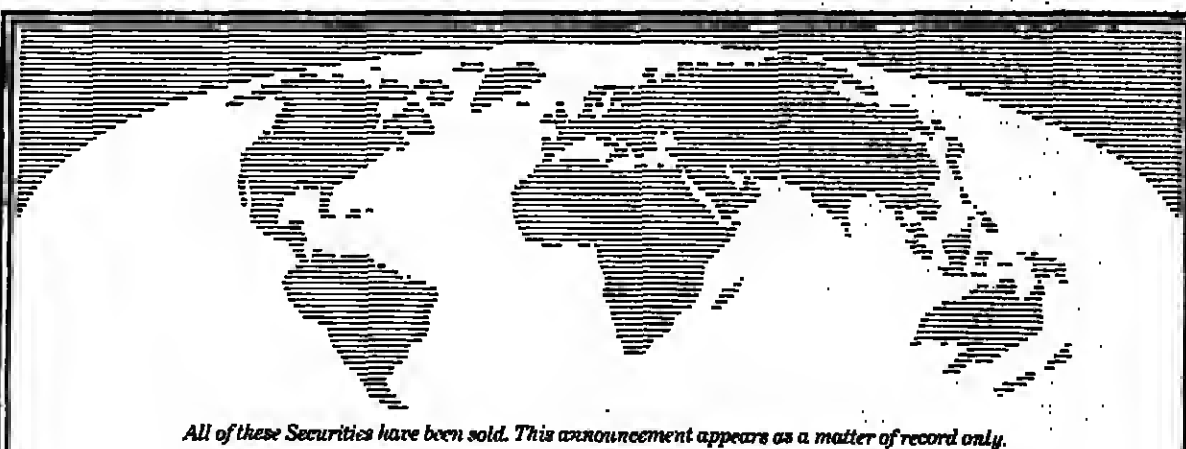 All of these Securities have been sold. This announcement appears as a matter of record only.